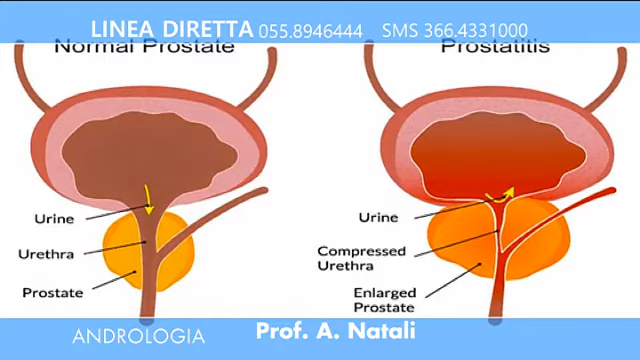 LINEA DIRETTA 055.8946444 SMS 366.4331000
Normal Prostate
Prostatitis
Urine
Urethra
Prostate
Urine
Compressed
Urethra
Enlarged
Prostate
ANDROLOGIA
Prof. A. Natali